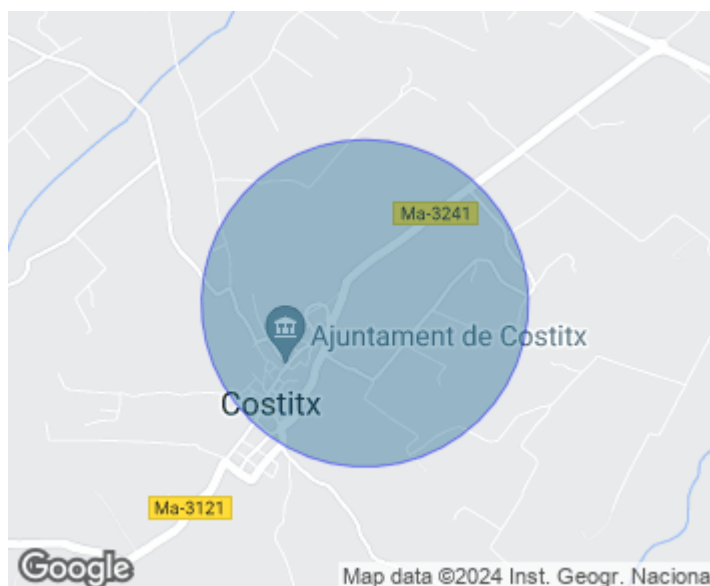 Ma-3241
Ajuntament de Costitx
Costitx
Ma-3121
Google
Map data ©2024 Inst. Geogr. Naciona